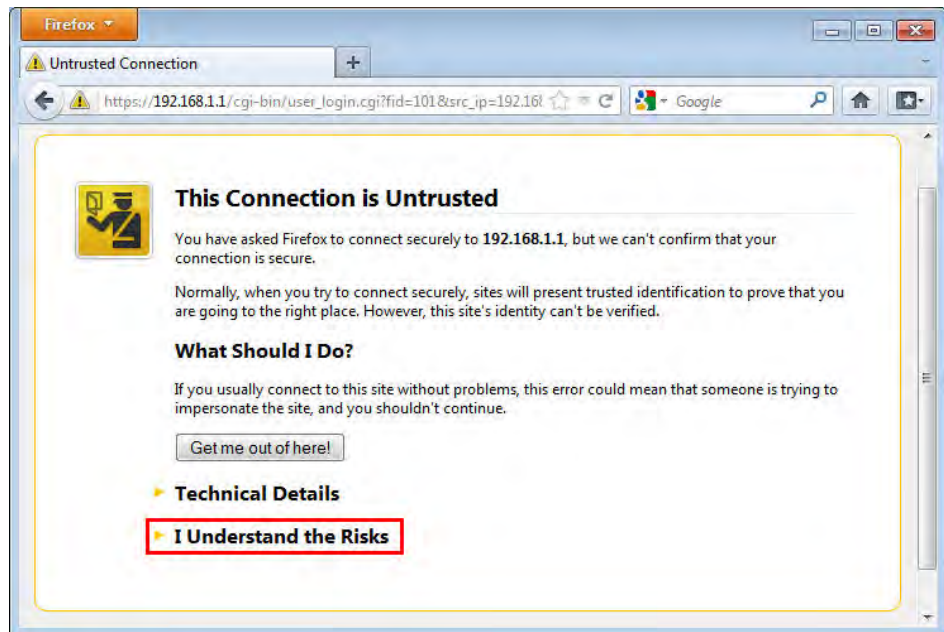 Firefox
Untrusted Connection
https://192.168.1.1/cgi-bin/user_login.cgi?fid=101&src_ip=192.16
Google
This Connection is Untrusted
You have asked Firefox to connect securely to 192.168.1.1, but we can't confirm that your
connection is secure.
Normally, when you try to connect securely, sites will present trusted identification to prove that you
are going to the right place. However, this site's identity can't be verified.
What Should I Do?
If you usually connect to this site without problems, this error could mean that someone is trying to
impersonate the site, and you shouldn't continue.
Get me out of here!
Technical Details
I Understand the Risks